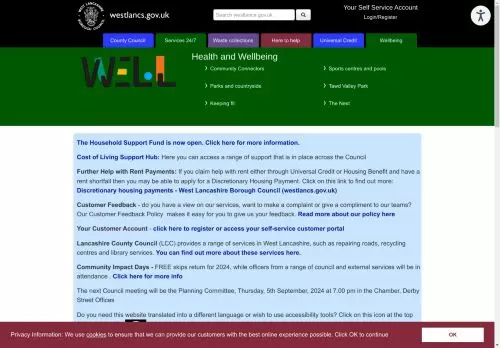 WEST LANCASHIRE
BOROUGH COUNCIL
westlancs.gov.uk
Search westlancs.gov.uk
Your Self Service Account
Login/Register
County Council
Services 24/7
Waste collections
Here to help
Universal Credit
Wellbeing
WELL
Health and Wellbeing
Community Connectors
Sports centres and pools
Parks and countryside
Tawd Valley Park
Keeping fit
The Nest
The Household Support Fund is now open. Click here for more information.
Cost of Living Support Hub: Here you can access a range of support that is in place across the Council
Further Help with Rent Payments: If you claim help with rent either through Universal Credit or Housing Benefit and have a
rent shortfall then you may be able to apply for a Discretionary Housing Payment. Click on this link to find out more:
Discretionary housing payments - West Lancashire Borough Council (westlancs.gov.uk)
Customer Feedback - do you have a view on our services, want to make a complaint or give a compliment to our teams?
Our Customer Feedback Policy makes it easy for you to give us your feedback. Read more about our policy here
Your Customer Account - click here to register or access your self-service customer portal
Lancashire County Council (LCC) provides a range of services in West Lancashire, such as repairing roads, recycling
centres and library services. You can find out more about these services here.
Community Impact Days - FREE skips return for 2024, while officers from a range of council and external services will be in
attendance . Click here for more info
The next Council meeting will be the Planning Committee, Thursday, 5th September, 2024 at 7.00 pm in the Chamber, Derby
Street Offices
Do you need this website translated into a different language or wish to use accessibility tools? Click on this icon at the top
Privacy Information: We use cookies to ensure that we can provide our customers with the best online experience possible. Click OK to continue
OK